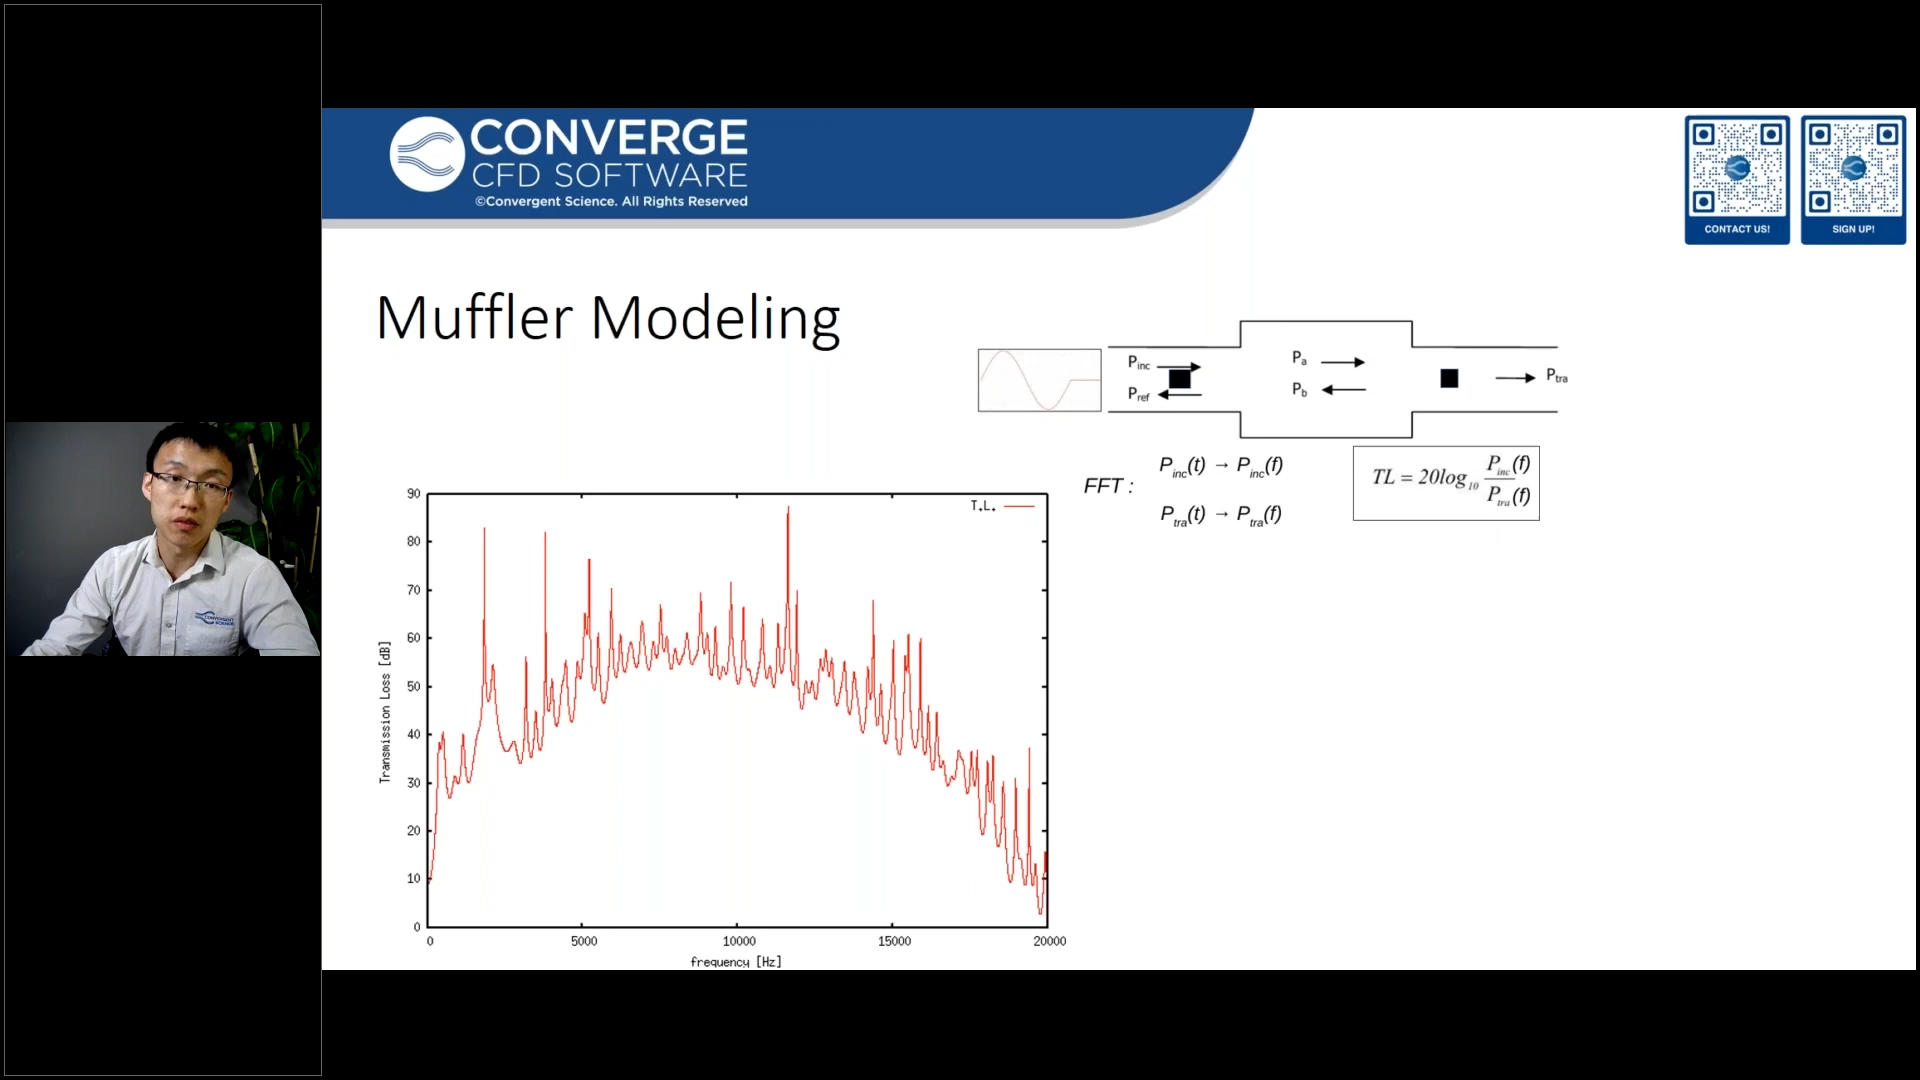 CONVERGE
CFD SOFTWARE
©Convergent Science. All Rights Reserved
CONTACT US!
SIGN UP!
Muffler Modeling
Pinc
Pref
Pa
Pb
Ptra
FFT :
Pinc(t) → Pinc(f)
Ptra(t) → Ptra(f)
TL = 20log10 Pinc(f)
Ptra(f)
T.L.
Transmission Loss [dB]
90
80
70
60
50
40
30
20
10
0
0 5000 10000 15000 20000
frequency [Hz]
CONVERGENT
SCIENCE